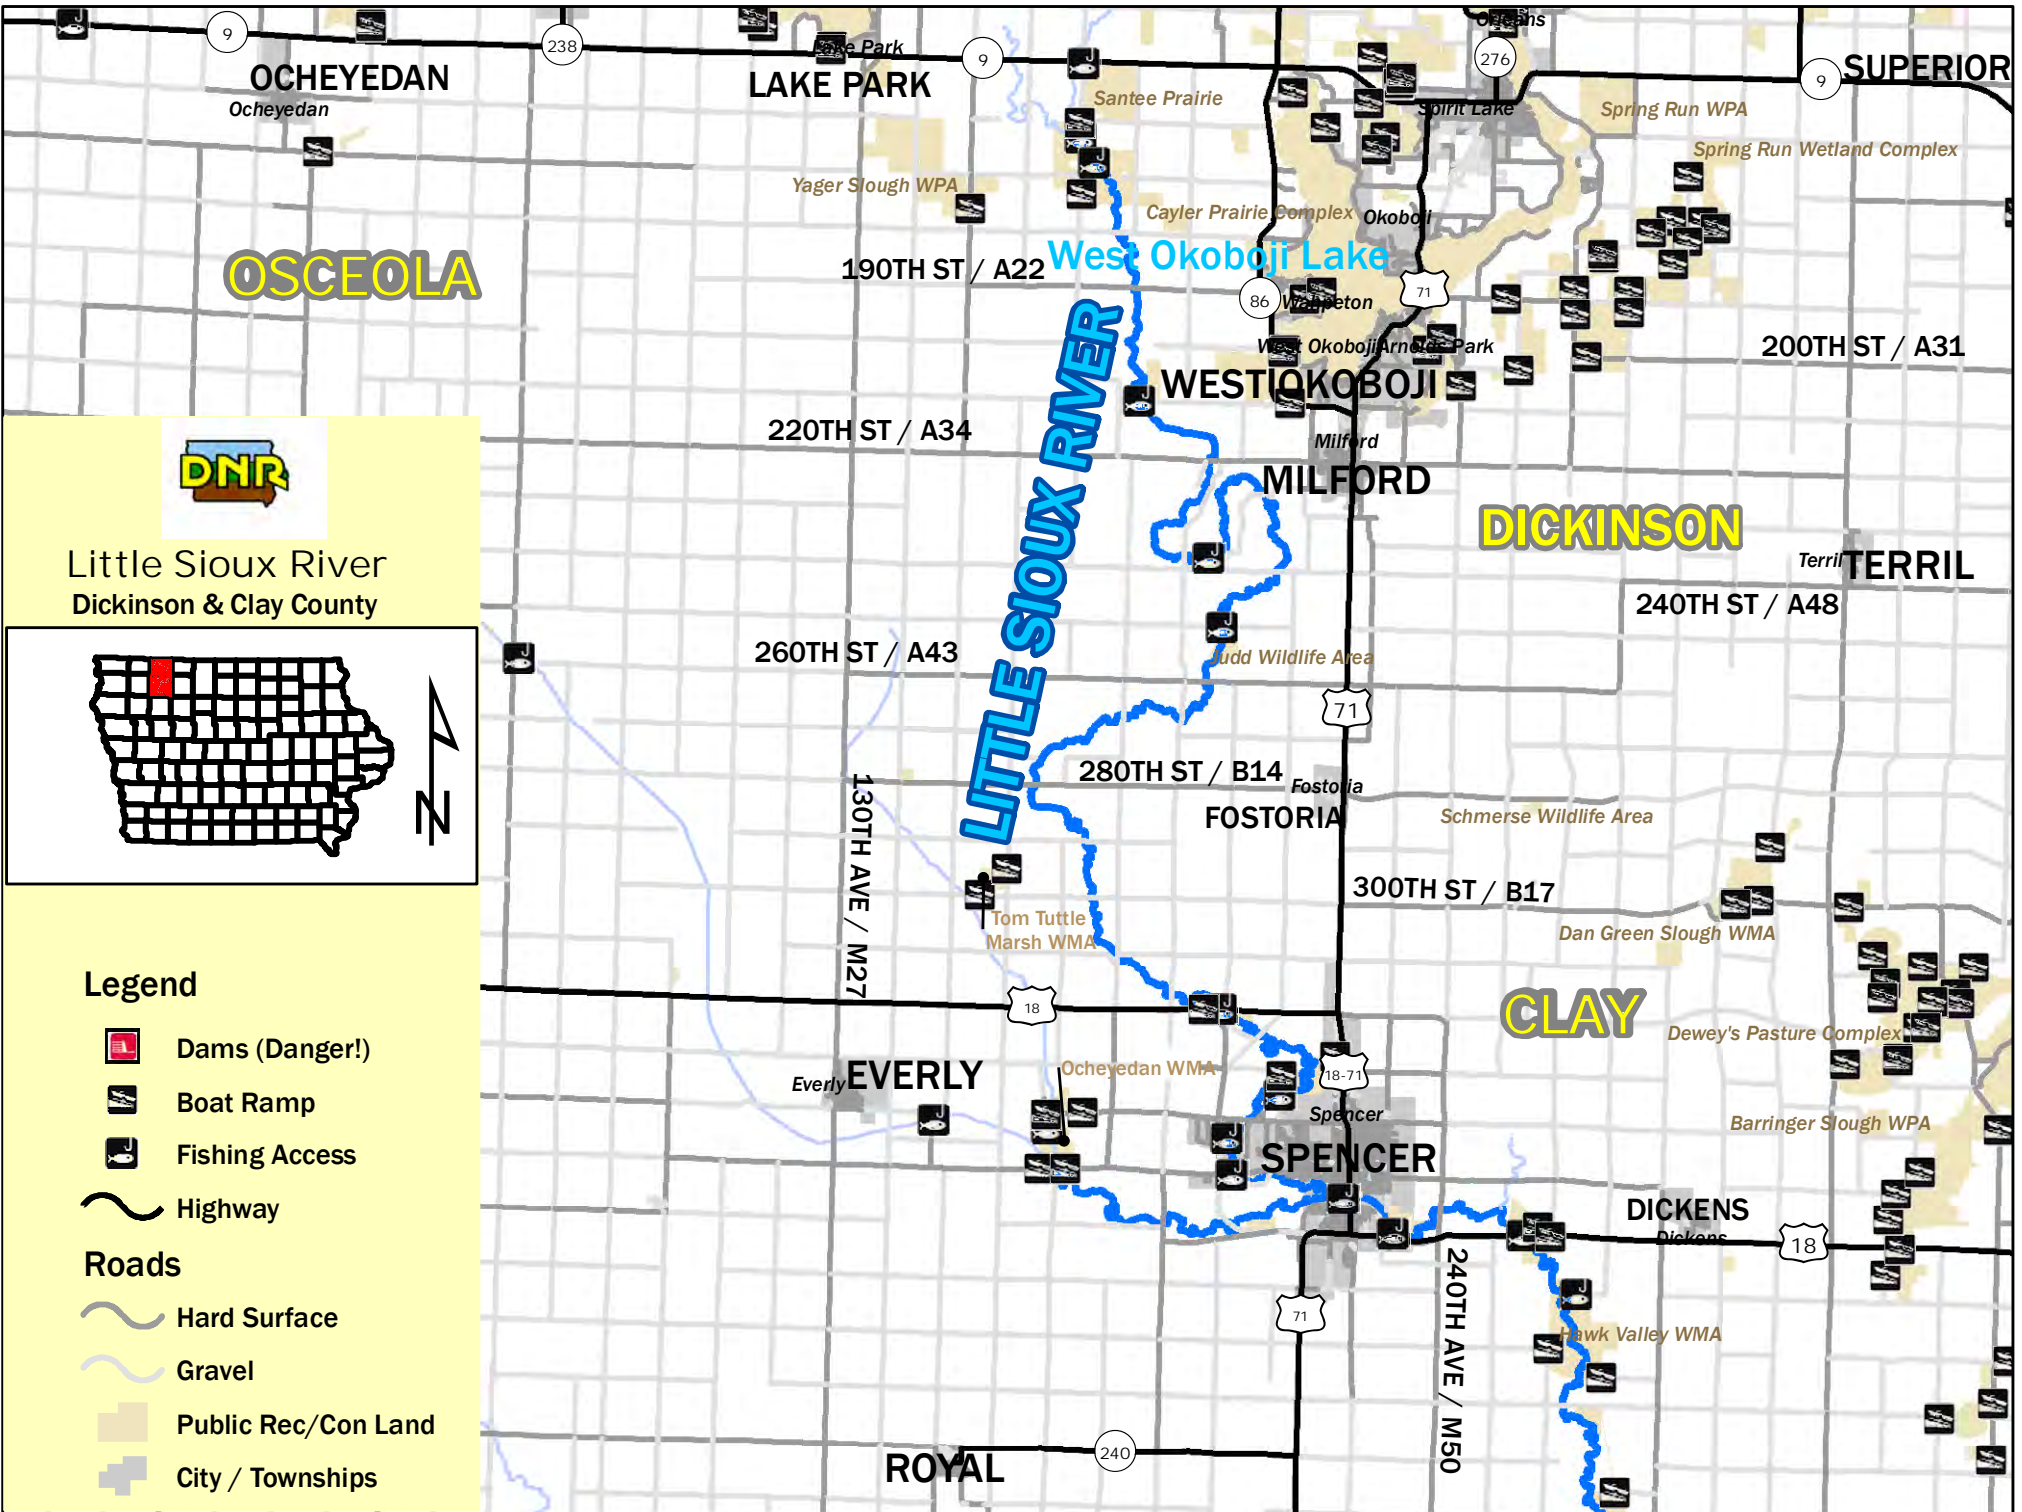 9
238
9
276
9
Orleans
Lake Park
OCHEYEDAN
Ocheyedan
LAKE PARK
SUPERIOR
Santee Prairie
Spirit Lake
Spring Run WPA
Spring Run Wetland Complex
Yager Slough WPA
Cayler Prairie Complex
Okoboji
OSCEOLA
190TH ST / A22
West Okoboji Lake
86
Wahpeton
71
West Okoboji
Arnolds Park
200TH ST / A31
WEST OKOBOJI
LITTLE SIOUX RIVER
220TH ST / A34
Milford
MILFORD
DICKINSON
Terril
TERRIL
240TH ST / A48
260TH ST / A43
Judd Wildlife Area
71
280TH ST / B14
Fostoria
FOSTORIA
Schmerse Wildlife Area
130TH AVE / M27
300TH ST / B17
Tom Tuttle
Marsh WMA
Dan Green Slough WMA
18
CLAY
Dewey's Pasture Complex
Everly
EVERLY
Ocheyedan WMA
18-71
Spencer
SPENCER
Barringer Slough WPA
DICKENS
Dickens
18
240TH AVE / M50
71
Hawk Valley WMA
ROYAL
240
DNR
Little Sioux River
Dickinson & Clay County
N
Legend
Dams (Danger!)
Boat Ramp
Fishing Access
Highway
Roads
Hard Surface
Gravel
Public Rec/Con Land
City / Townships